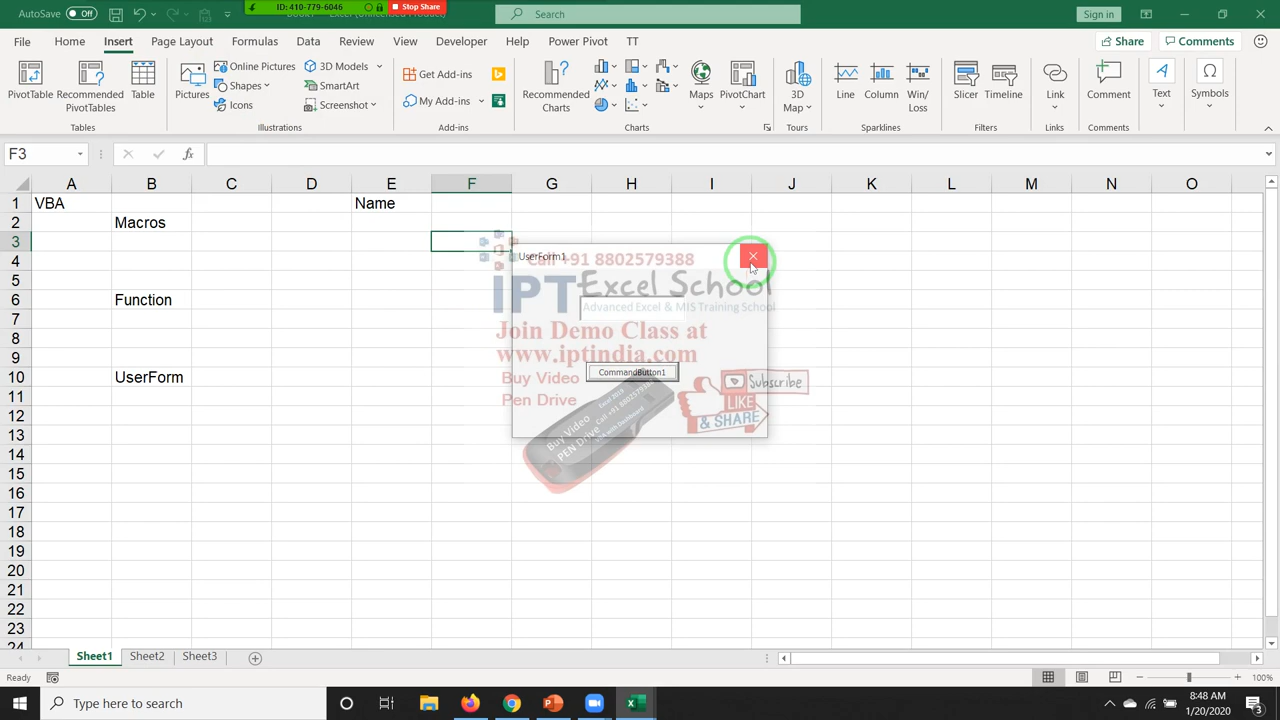 AutoSave Off
ID: 410-779-6046 Stop Share
Search
Sign in
File Home Insert Page Layout Formulas Data Review View Developer Help Power Pivot TT
Share Comments
PivotTable
Recommended PivotTables
Table
Tables
Pictures
Online Pictures
Shapes
Icons
3D Models
SmartArt
Screenshot
Illustrations
Get Add-ins
My Add-ins
Add-ins
Recommended Charts
Maps
PivotChart
Charts
3D Map
Tours
Line
Column
Win/Loss
Sparklines
Slicer
Timeline
Filters
Link
Links
Comment
Comments
Text
Symbols
F3
fx
A B C D E F G H I J K L M N O
1 VBA Name
2 Macros
3
4
5
6 Function
7
8
9
10 UserForm
11
12
13
14
15
16
17
18
19
20
21
22
23
24
UserForm1
Call +91 8802579388
IPT Excel School
Advanced Excel & MIS Training School
Join Demo Class at
www.iptindia.com
Buy Video
Pen Drive
CommandButton1
Subscribe
LIKE
& SHARE
Buy Video
PEN Drive
Sheet1 Sheet2 Sheet3
Ready
100%
Type here to search
8:48 AM
1/20/2020